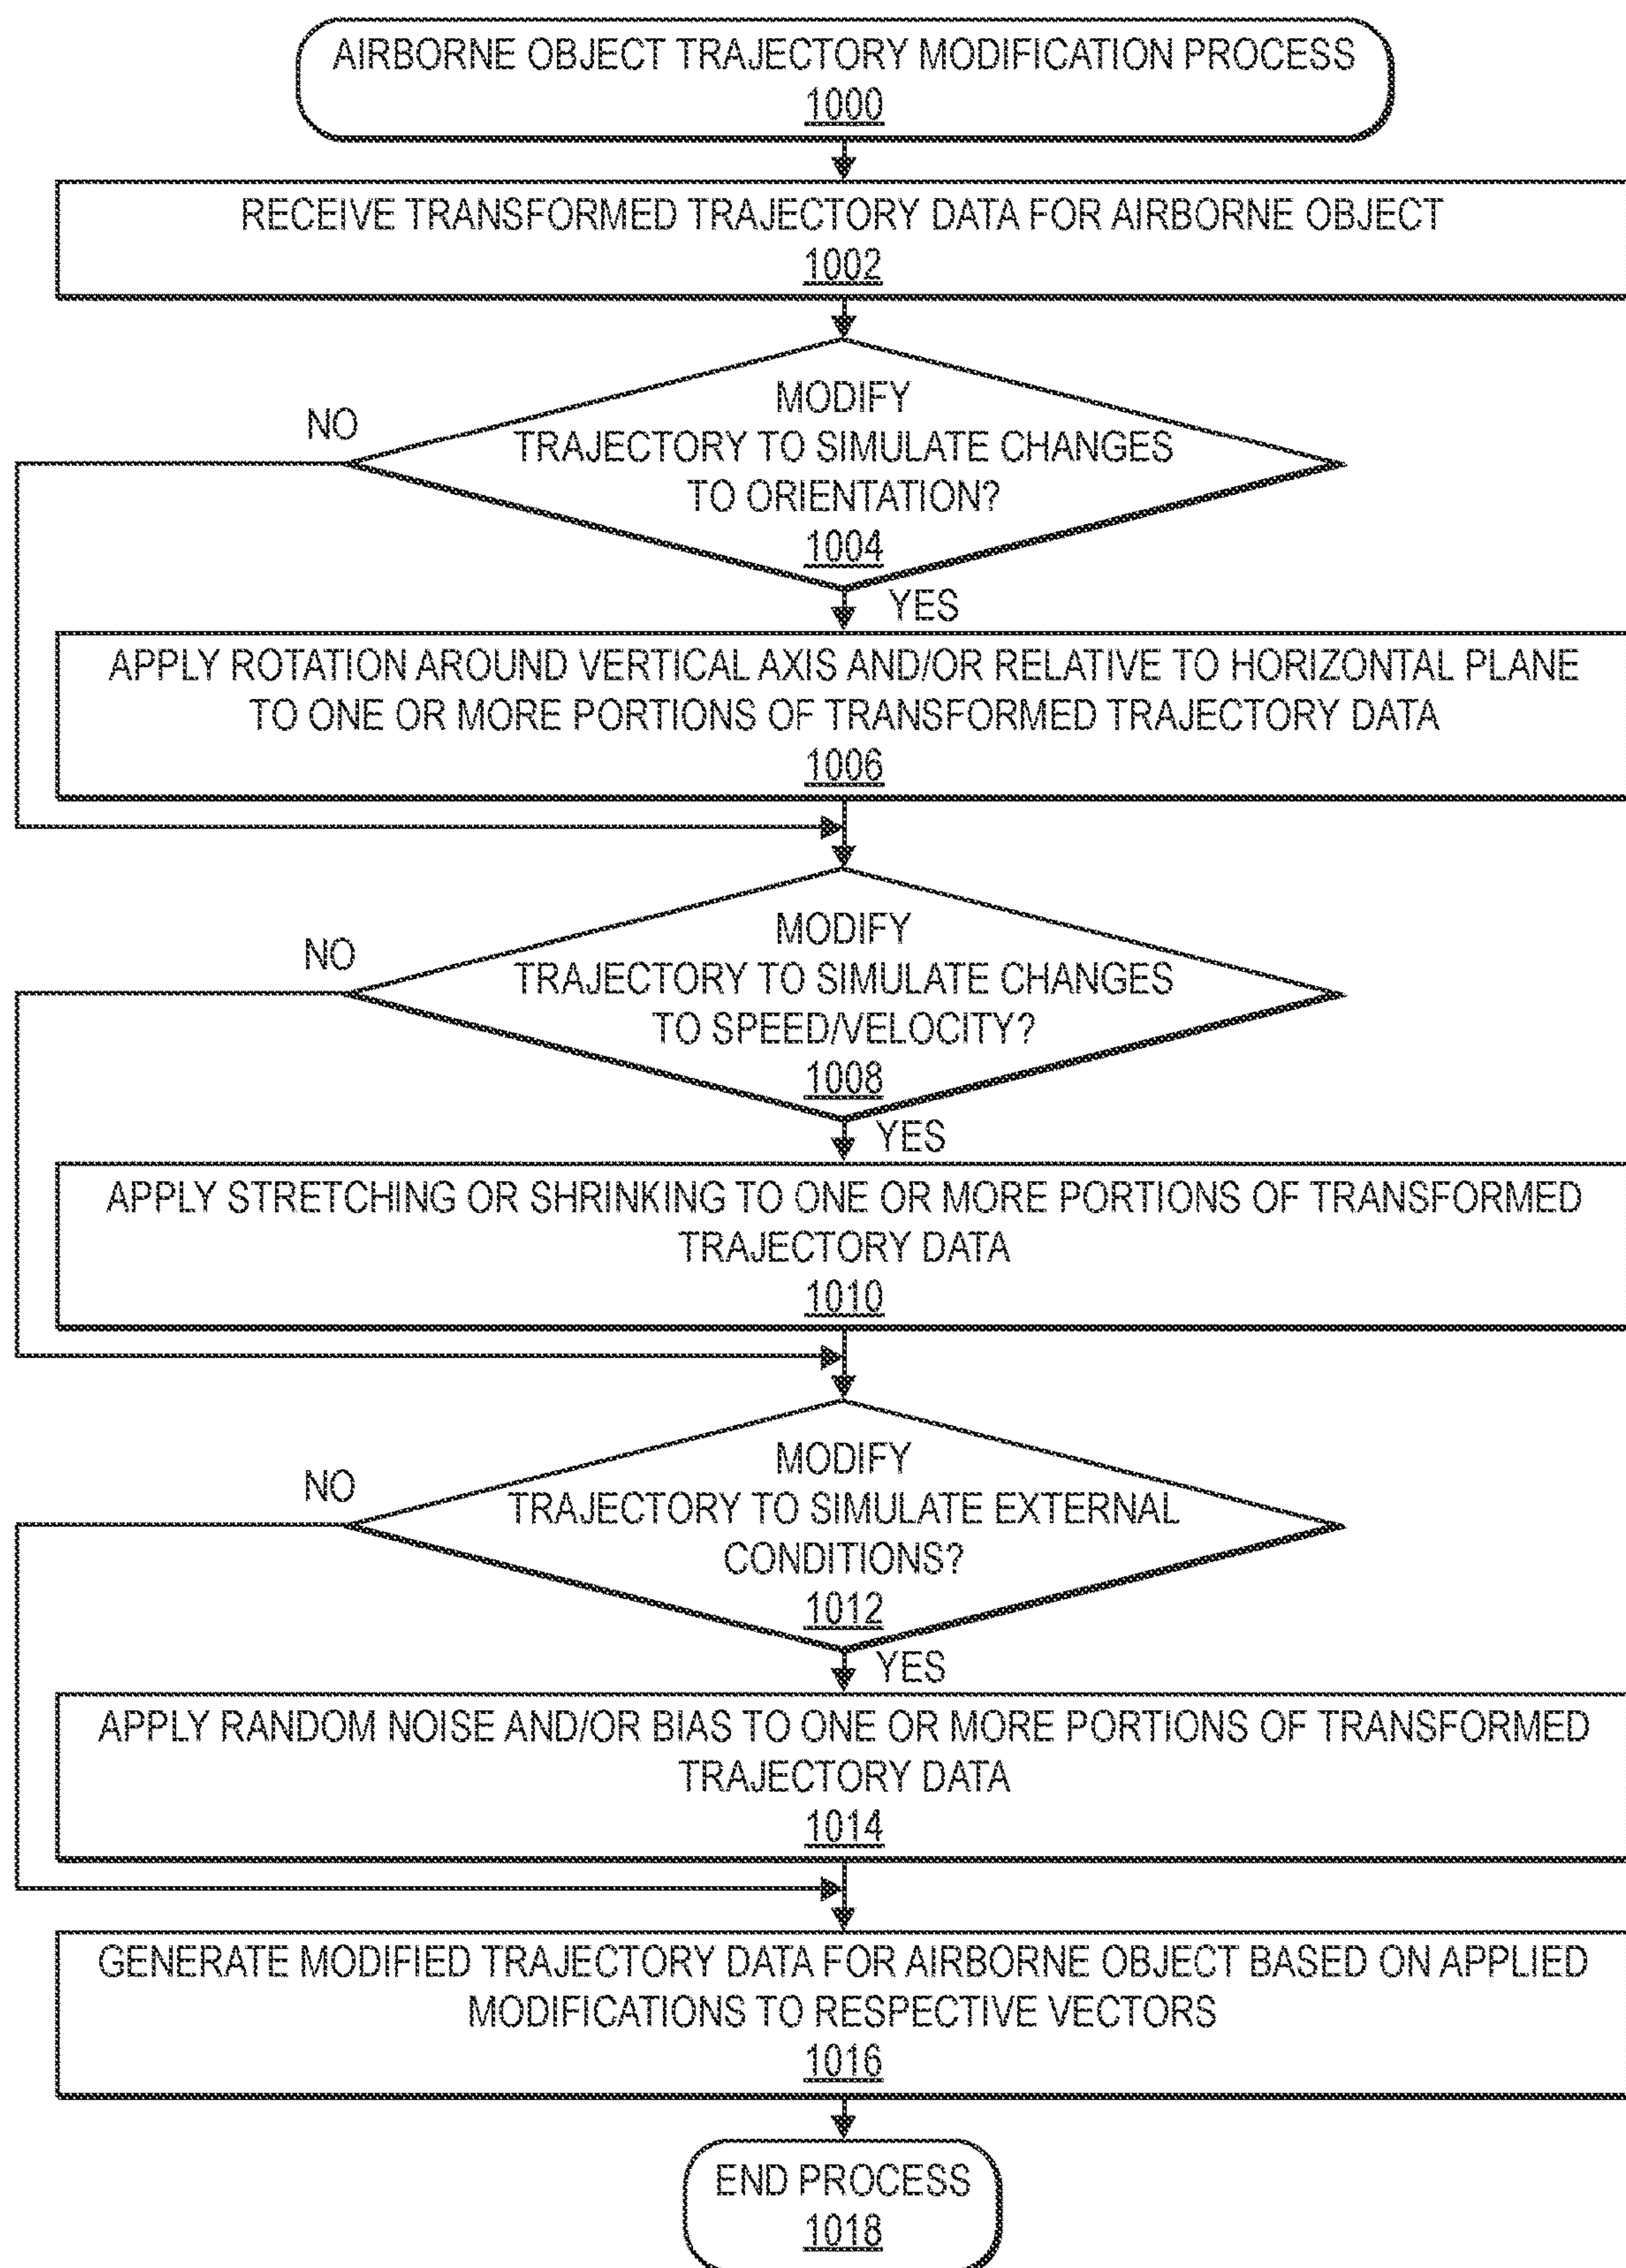 AIRBORNE OBJECT TRAJECTORY MODIFICATION PROCESS
1000
RECEIVE TRANSFORMED TRAJECTORY DATA FOR AIRBORNE OBJECT
1002
MODIFY
TRAJECTORY TO SIMULATE CHANGES
TO ORIENTATION?
1004
NO
YES
APPLY ROTATION AROUND VERTICAL AXIS AND/OR RELATIVE TO HORIZONTAL PLANE
TO ONE OR MORE PORTIONS OF TRANSFORMED TRAJECTORY DATA
1006
MODIFY
TRAJECTORY TO SIMULATE CHANGES
TO SPEED/VELOCITY?
1008
NO
YES
APPLY STRETCHING OR SHRINKING TO ONE OR MORE PORTIONS OF TRANSFORMED
TRAJECTORY DATA
1010
MODIFY
TRAJECTORY TO SIMULATE EXTERNAL
CONDITIONS?
1012
NO
YES
APPLY RANDOM NOISE AND/OR BIAS TO ONE OR MORE PORTIONS OF TRANSFORMED
TRAJECTORY DATA
1014
GENERATE MODIFIED TRAJECTORY DATA FOR AIRBORNE OBJECT BASED ON APPLIED
MODIFICATIONS TO RESPECTIVE VECTORS
1016
END PROCESS
1018